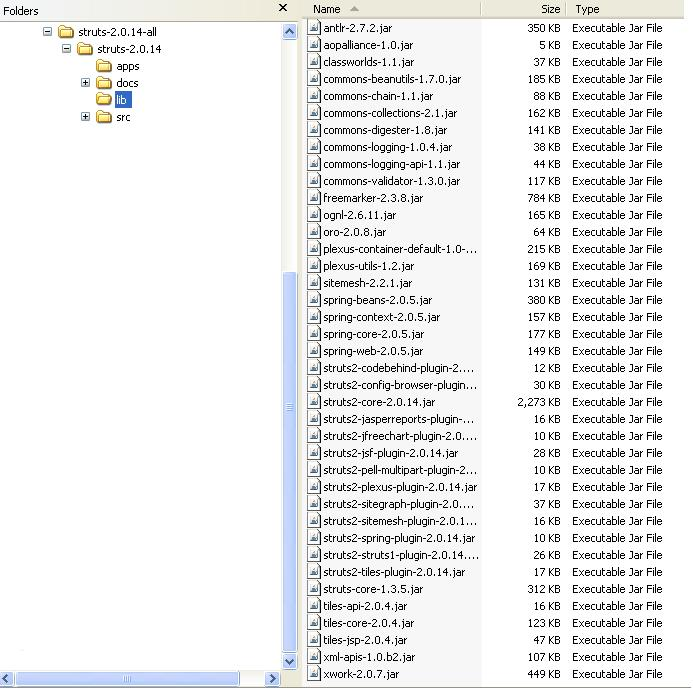 Folders
struts-2.0.14-all
struts-2.0.14
apps
docs
lib
src
Name Size Type
antlr-2.7.2.jar 350 KB Executable Jar File
aopalliance-1.0.jar 5 KB Executable Jar File
classworlds-1.1.jar 37 KB Executable Jar File
commons-beanutils-1.7.0.jar 185 KB Executable Jar File
commons-chain-1.1.jar 88 KB Executable Jar File
commons-collections-2.1.jar 162 KB Executable Jar File
commons-digester-1.8.jar 141 KB Executable Jar File
commons-logging-1.0.4.jar 38 KB Executable Jar File
commons-logging-api-1.1.jar 44 KB Executable Jar File
commons-validator-1.3.0.jar 117 KB Executable Jar File
freemarker-2.3.8.jar 784 KB Executable Jar File
ognl-2.6.11.jar 165 KB Executable Jar File
oro-2.0.8.jar 64 KB Executable Jar File
plexus-container-default-1.0-... 215 KB Executable Jar File
plexus-utils-1.2.jar 169 KB Executable Jar File
sitemesh-2.2.1.jar 131 KB Executable Jar File
spring-beans-2.0.5.jar 380 KB Executable Jar File
spring-context-2.0.5.jar 157 KB Executable Jar File
spring-core-2.0.5.jar 177 KB Executable Jar File
spring-web-2.0.5.jar 149 KB Executable Jar File
struts2-codebehind-plugin-2.... 12 KB Executable Jar File
struts2-config-browser-plugin... 30 KB Executable Jar File
struts2-core-2.0.14.jar 2,273 KB Executable Jar File
struts2-jasperreports-plugin-... 16 KB Executable Jar File
struts2-jfreechart-plugin-2.0.... 10 KB Executable Jar File
struts2-jsf-plugin-2.0.14.jar 28 KB Executable Jar File
struts2-pell-multipart-plugin-2... 10 KB Executable Jar File
struts2-plexus-plugin-2.0.14.jar 17 KB Executable Jar File
struts2-sitegraph-plugin-2.0.... 37 KB Executable Jar File
struts2-sitemesh-plugin-2.0.1... 16 KB Executable Jar File
struts2-spring-plugin-2.0.14.jar 10 KB Executable Jar File
struts2-struts1-plugin-2.0.14.... 26 KB Executable Jar File
struts2-tiles-plugin-2.0.14.jar 17 KB Executable Jar File
struts-core-1.3.5.jar 312 KB Executable Jar File
tiles-api-2.0.4.jar 16 KB Executable Jar File
tiles-core-2.0.4.jar 123 KB Executable Jar File
tiles-jsp-2.0.4.jar 47 KB Executable Jar File
xml-apis-1.0.b2.jar 107 KB Executable Jar File
xwork-2.0.7.jar 449 KB Executable Jar File